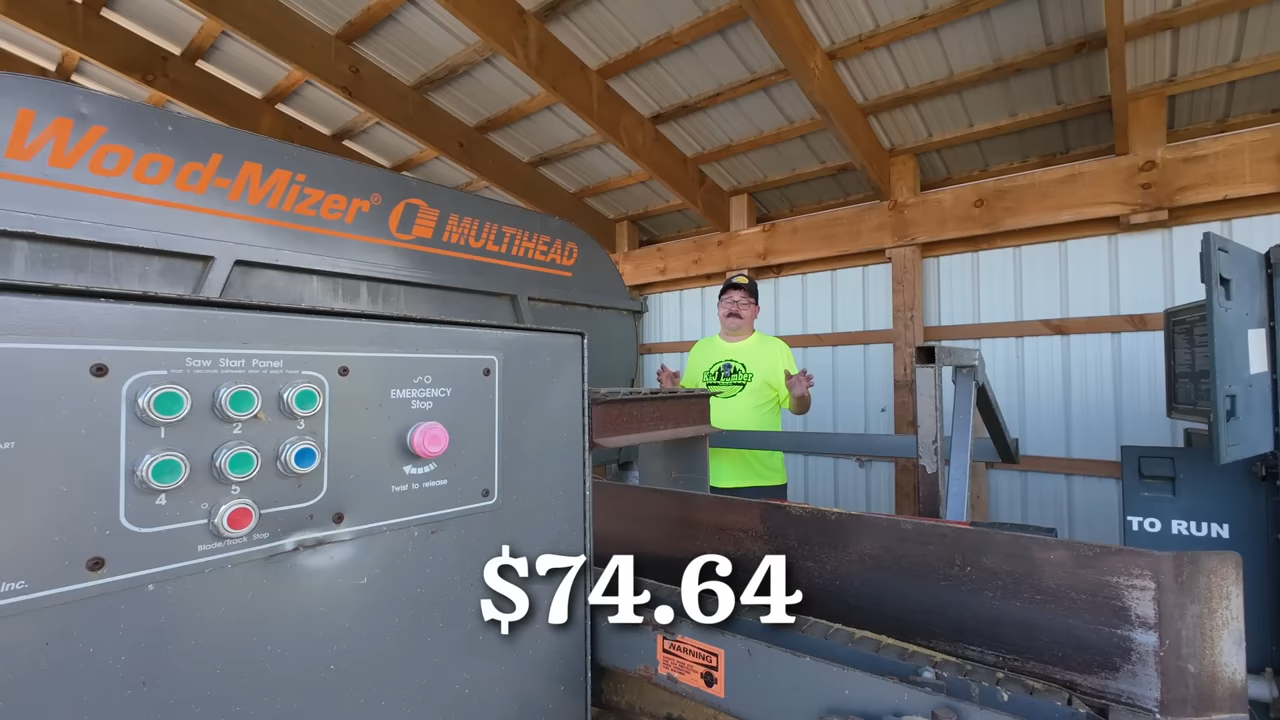 Wood-Mizer®
MULTIHEAD
Saw Start Panel
1
2
3
4
5
Blade/Track Stop
EMERGENCY
Stop
Twist to release
Inc.
Lumber
TO RUN
$74.64
WARNING